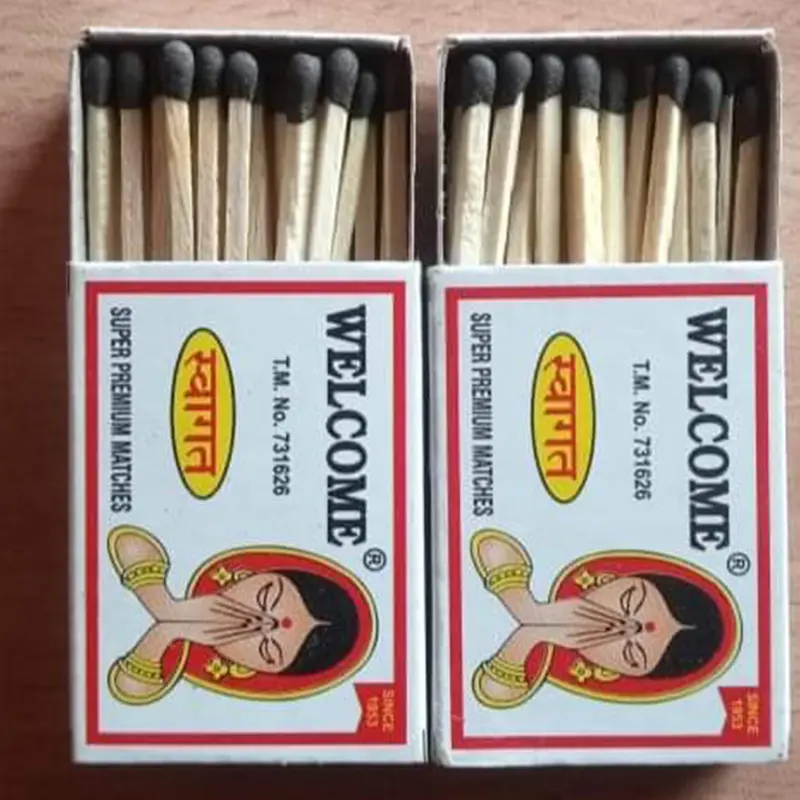 WELCOME®
T.M. No. 731626
स्वागत
SUPER PREMIUM MATCHES
SINCE
1953
WELCOME®
T.M. No. 731626
स्वागत
SUPER PREMIUM MATCHES
SINCE
1953